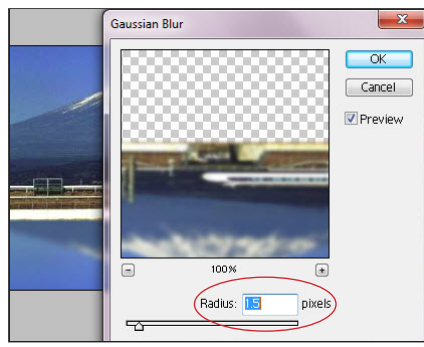 Gaussian Blur
OK
Cancel
Preview
100%
Radius: 1.5 pixels